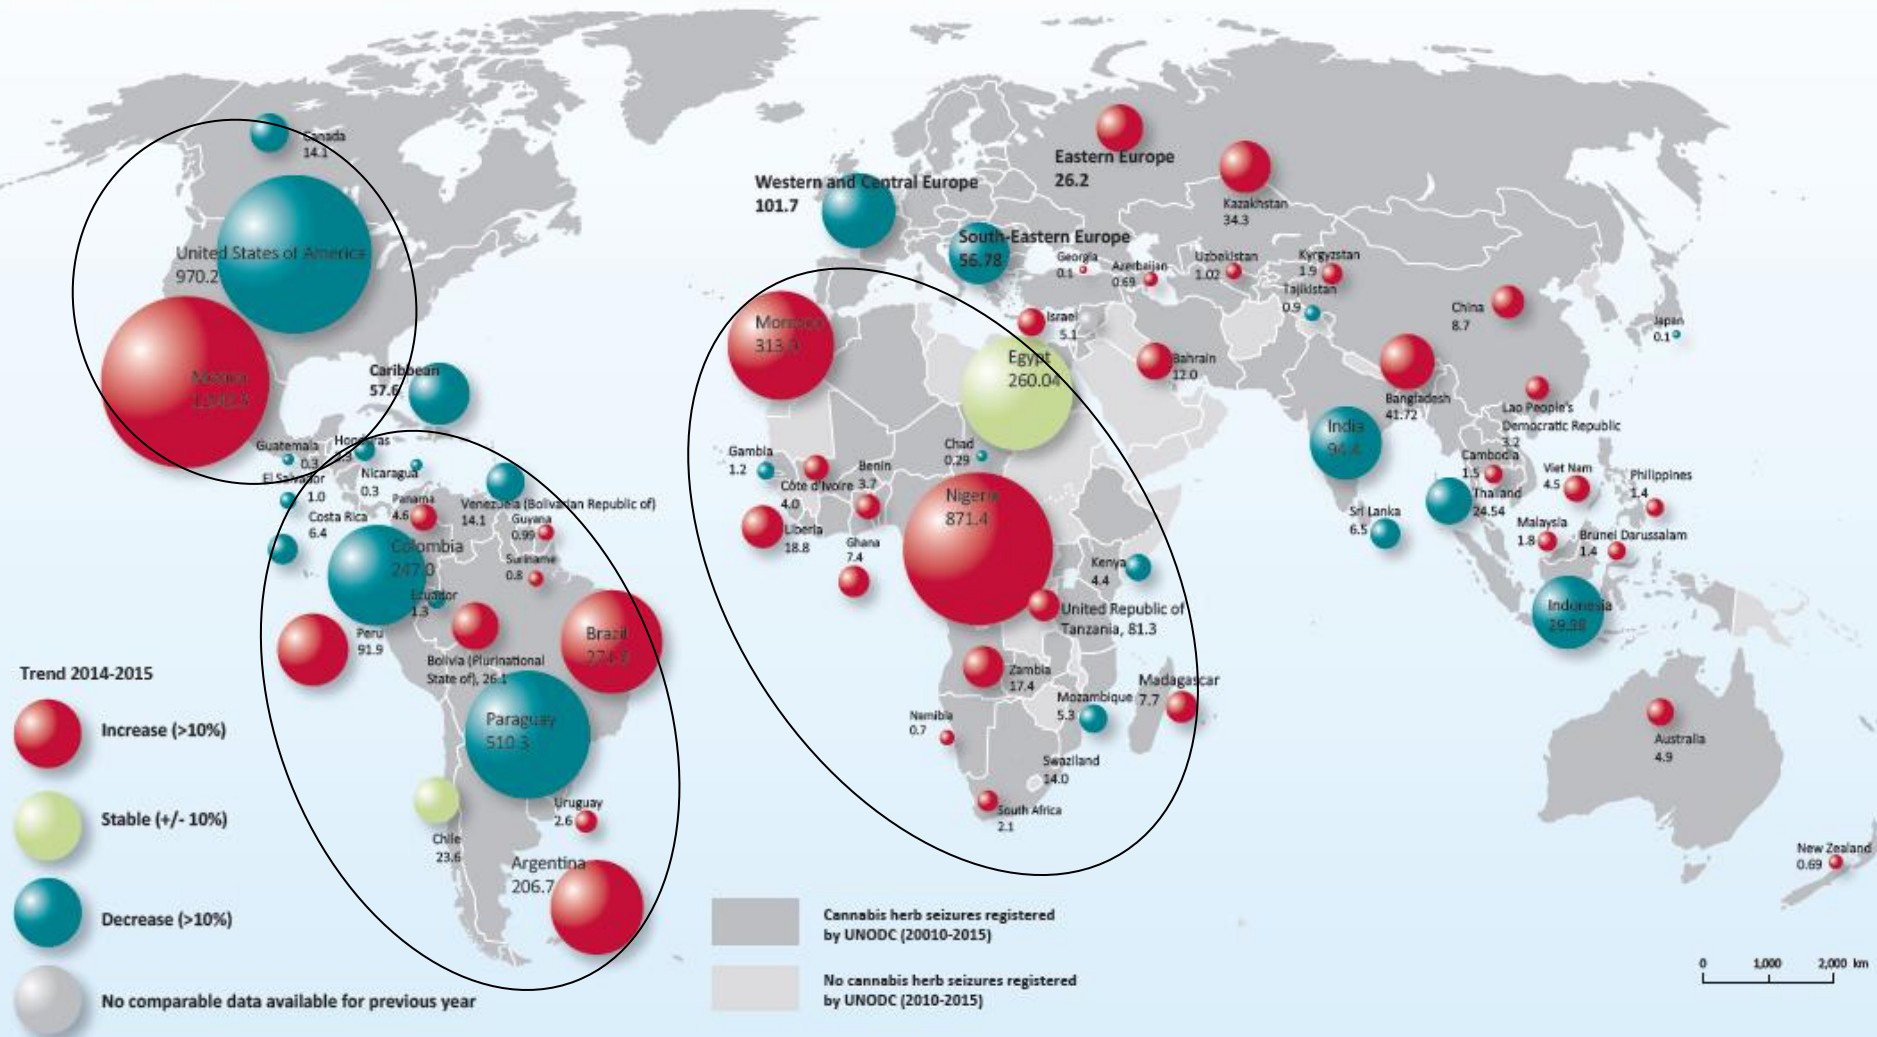 Canada
14.1
United States of America
970.2
Mexico
Caribbean
57.6
Guatemala
0.3
Honduras
3.3
El Salvador
1.0
Nicaragua
0.3
Costa Rica
6.4
Panama
4.6
Venezuela (Bolivarian Republic of)
14.1
Guyana
0.99
Suriname
0.8
Colombia
247.0
Ecuador
1.3
Peru
91.9
Bolivia (Plurinational
State of), 26.1
Brazil
Paraguay
510.3
Chile
23.6
Uruguay
2.6
Argentina
206.7
Western and Central Europe
101.7
South-Eastern Europe
56.78
Eastern Europe
26.2
Kazakhstan
34.3
Georgia
0.1
Azerbaijan
0.69
Uzbekistan
1.02
Kyrgyzstan
1.9
Tajikistan
0.9
China
8.7
Japan
0.1
Morocco
Israel
5.1
Egypt
260.04
Bahrain
12.0
Gambia
1.2
Chad
0.29
Côte d'Ivoire
4.0
Benin
3.7
Liberia
18.8
Ghana
7.4
Nigeria
871.4
Kenya
4.4
United Republic of
Tanzania, 81.3
Zambia
17.4
Mozambique
5.3
Madagascar
7.7
Namibia
0.7
Swaziland
14.0
South Africa
2.1
Bangladesh
41.72
India
Lao People's
Democratic Republic
3.2
Cambodia
1.5
Thailand
24.54
Viet Nam
4.5
Philippines
1.4
Sri Lanka
6.5
Malaysia
1.8
Brunei Darussalam
1.4
Indonesia
Australia
4.9
New Zealand
0.69
Trend 2014-2015
Increase (>10%)
Stable (+/- 10%)
Decrease (>10%)
No comparable data available for previous year
Cannabis herb seizures registered
by UNODC (20010-2015)
No cannabis herb seizures registered
by UNODC (2010-2015)
0 1,000 2,000 km